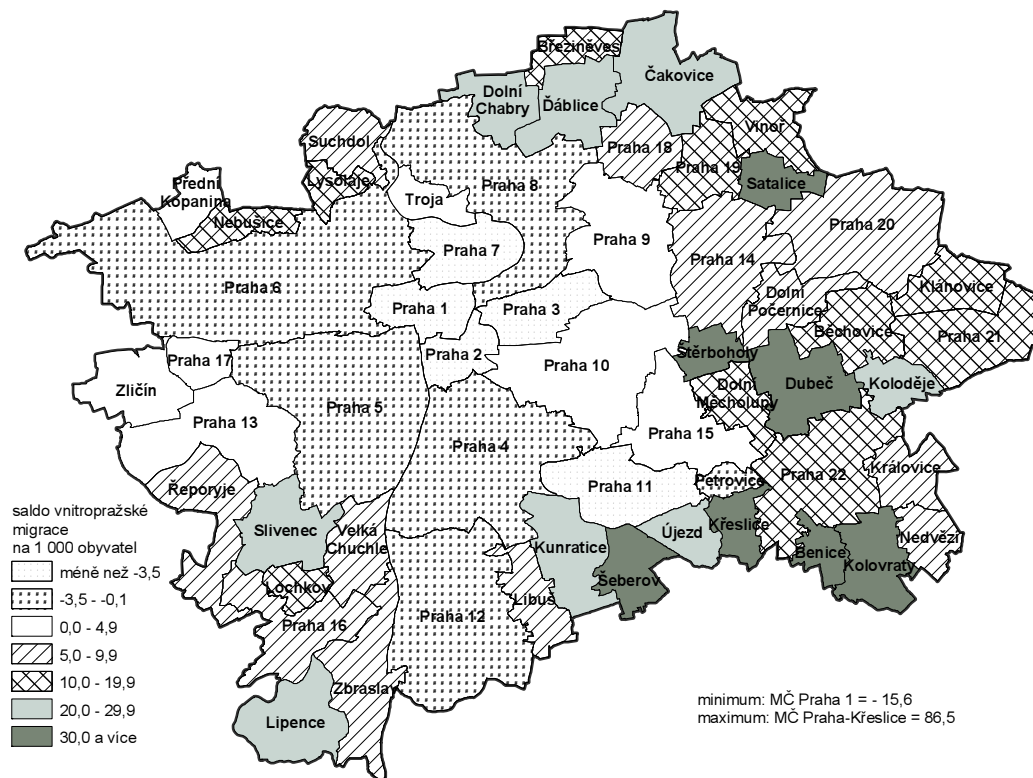 Březiněves
Čakovice
Dolní
Chabry
Ďáblice
Vinoř
Suchdol
Praha 18
Praha 19
Lysolaje
Přední
Kopanina
Praha 8
Satalice
Troja
Nebušice
Praha 20
Praha 9
Praha 7
Praha 14
Praha 6
Klánovice
Dolní
Počernice
Praha 1
Praha 3
Běchovice
Praha 21
Praha 17
Praha 2
Štěrboholy
Praha 10
Dubeč
Koloděje
Zličín
Dolní
Měcholupy
Praha 5
Praha 13
Praha 4
Praha 15
Královice
Praha 22
Petrovice
Praha 11
Řeporyje
Křeslice
Slivenec
Velká
Chuchle
Újezd
Nedvězí
Kunratice
Benice
Kolovraty
Šeberov
Lochkov
Libuš
Praha 12
Praha 16
Zbraslav
Lipence
saldo vnitropražské
migrace
na 1 000 obyvatel
méně než -3,5
-3,5 - -0,1
0,0 - 4,9
5,0 - 9,9
10,0 - 19,9
20,0 - 29,9
30,0 a více
minimum: MČ Praha 1 = - 15,6
maximum: MČ Praha-Křeslice = 86,5